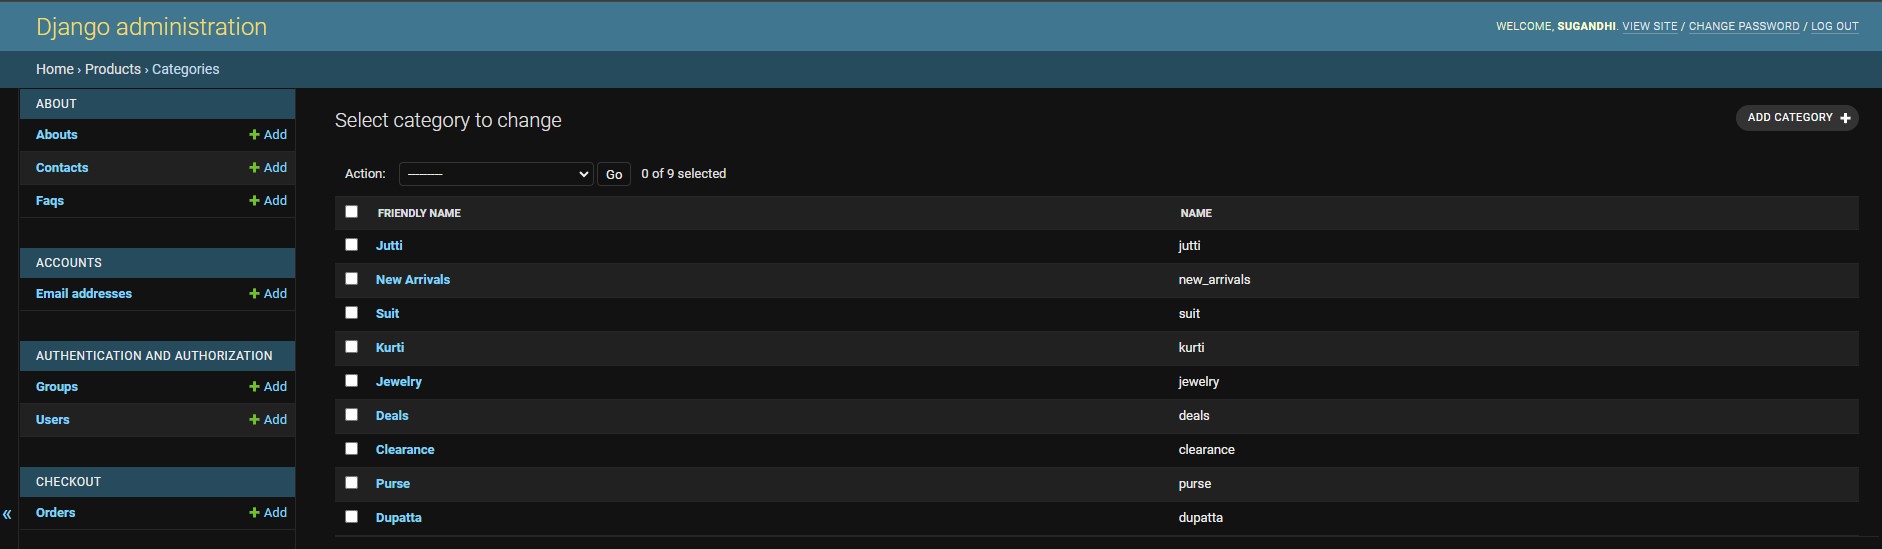 Django administration
WELCOME, SUGANDHI. VIEW SITE / CHANGE PASSWORD / LOG OUT
Home › Products › Categories
ABOUT
Abouts + Add
Contacts + Add
Faqs + Add
ACCOUNTS
Email addresses + Add
AUTHENTICATION AND AUTHORIZATION
Groups + Add
Users + Add
CHECKOUT
« Orders + Add
Select category to change
ADD CATEGORY +
Action: --------- Go 0 of 9 selected
FRIENDLY NAME NAME
Jutti jutti
New Arrivals new_arrivals
Suit suit
Kurti kurti
Jewelry jewelry
Deals deals
Clearance clearance
Purse purse
Dupatta dupatta